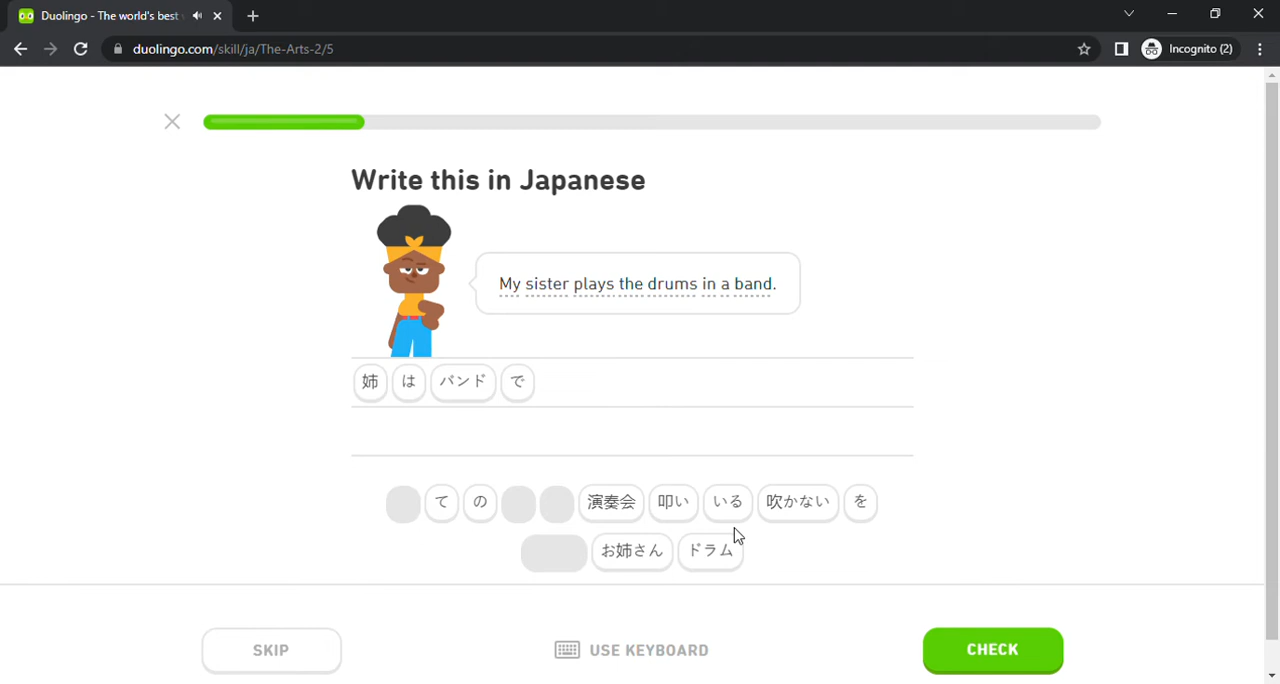 Duolingo - The world's best
duolingo.com/skill/ja/The-Arts-2/5
Incognito (2)
Write this in Japanese
My sister plays the drums in a band.
姉 は バンド で
て の 演奏会 叩い いる 吹かない を
お姉さん ドラム
SKIP
USE KEYBOARD
CHECK